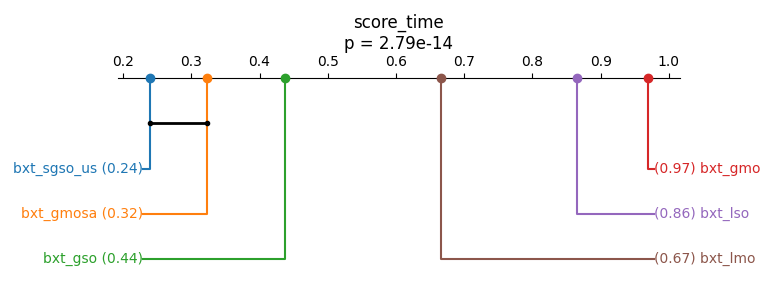 score_time
p = 2.79e-14
0.2 0.3 0.4 0.5 0.6 0.7 0.8 0.9 1.0
bxt_sgso_us (0.24) (0.97) bxt_gmo
bxt_gmosa (0.32) (0.86) bxt_lso
bxt_gso (0.44) (0.67) bxt_lmo